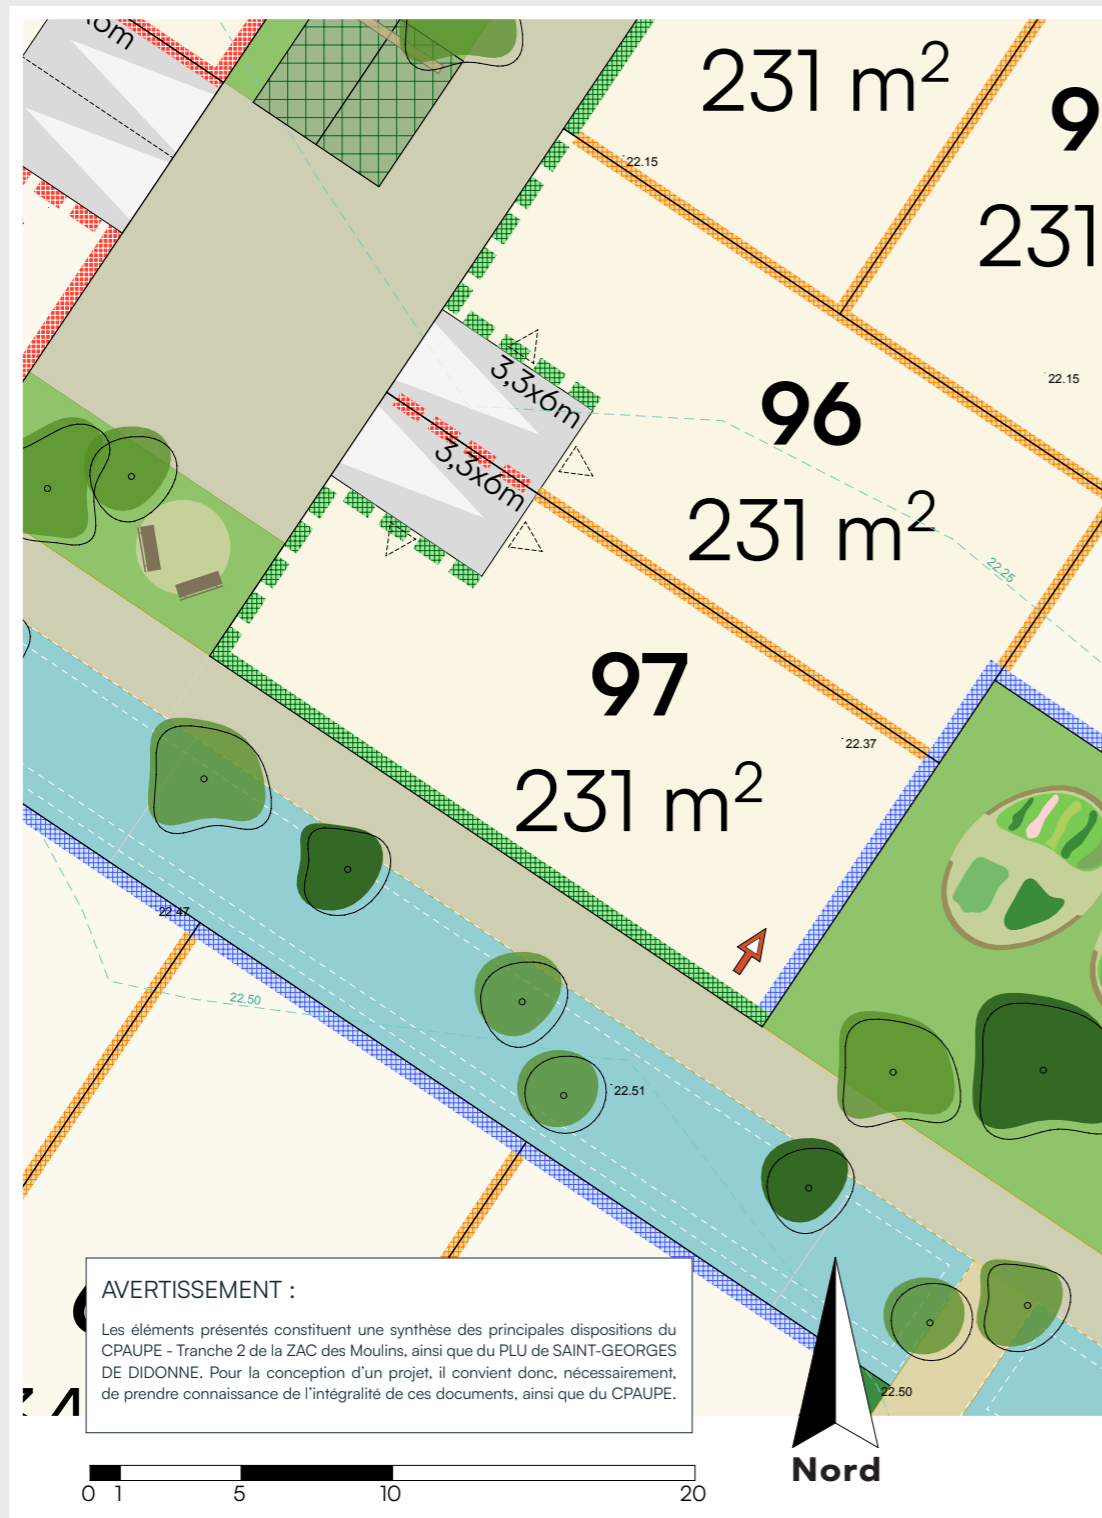 231 m²
22.15
9
231
22.15
3,3x6m
3,3x6m
96
231 m²
22.25
97
231 m²
22.37
22.47
22.50
22.51
AVERTISSEMENT :
Les éléments présentés constituent une synthèse des principales dispositions du
CPAUPE - Tranche 2 de la ZAC des Moulins, ainsi que du PLU de SAINT-GEORGES
DE DIDONNE. Pour la conception d'un projet, il convient donc, nécessairement,
de prendre connaissance de l'intégralité de ces documents, ainsi que du CPAUPE.
22.50
Nord
0 1 5 10 20